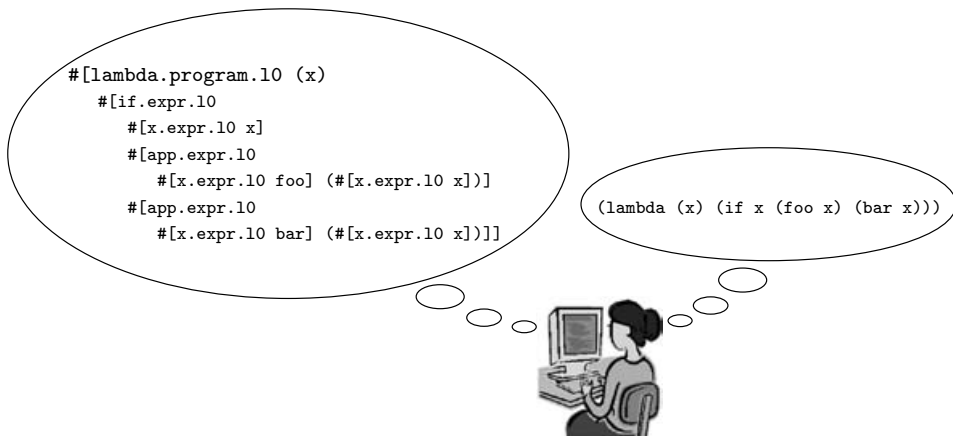 #[lambda.program.l0 (x)
#[if.expr.l0
#[x.expr.l0 x]
#[app.expr.l0
#[x.expr.l0 foo] (#[x.expr.l0 x])]
#[app.expr.l0
#[x.expr.l0 bar] (#[x.expr.l0 x])]]
(lambda (x) (if x (foo x) (bar x)))